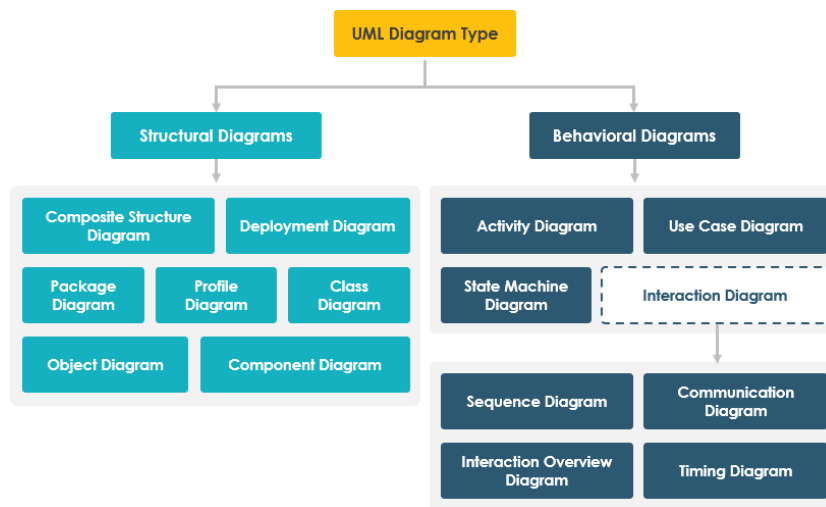 UML Diagram Type
Structural Diagrams
Behavioral Diagrams
Composite Structure
Diagram
Deployment Diagram
Package
Diagram
Profile
Diagram
Class
Diagram
Object Diagram
Component Diagram
Activity Diagram
Use Case Diagram
State Machine
Diagram
Interaction Diagram
Sequence Diagram
Communication
Diagram
Interaction Overview
Diagram
Timing Diagram